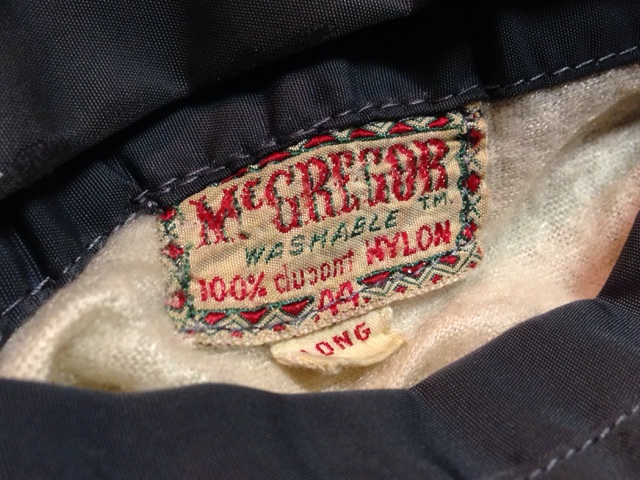 McGREGOR
WASHABLE TM.
100% dupont NYLON
44
LONG